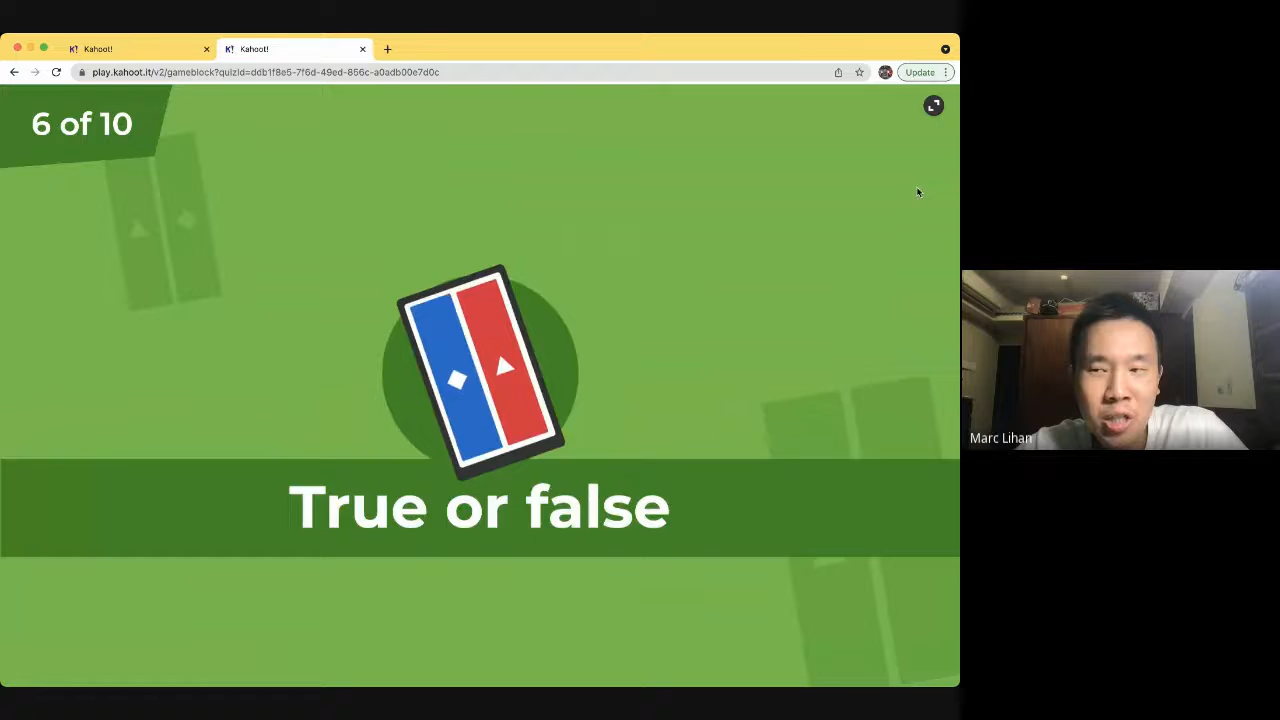 K! Kahoot!
K! Kahoot!
play.kahoot.it/v2/gameblock?quizId=ddb1f8e5-7f6d-49ed-856c-a0adb00e7d0c
Update
6 of 10
True or false
Marc Lihan